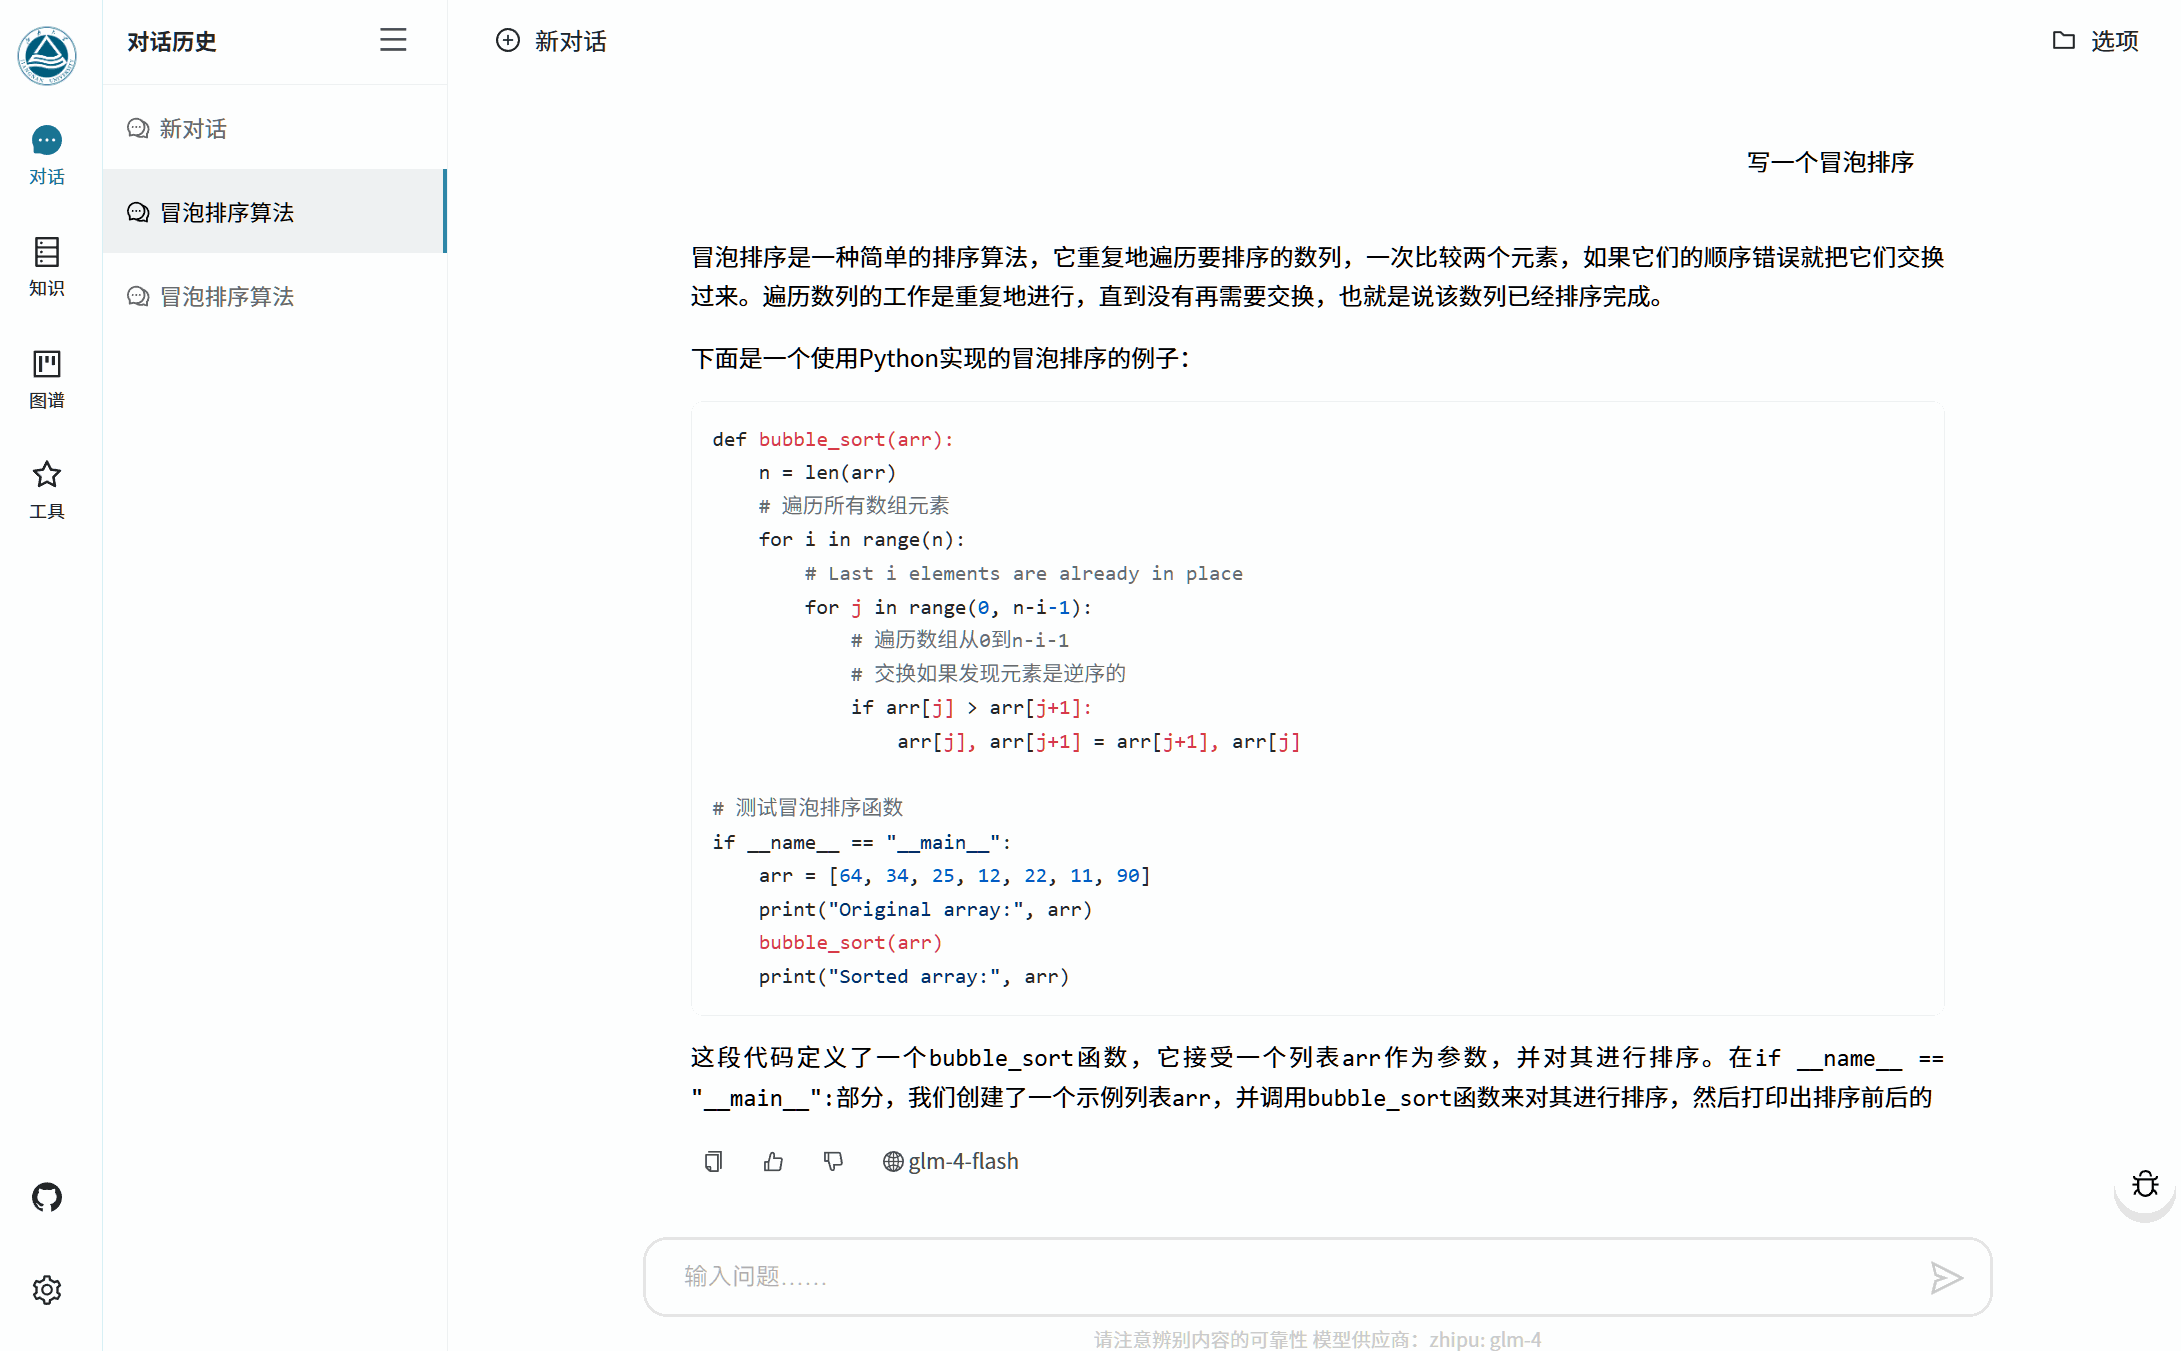 对话历史
新对话
选项
对话
知识
图谱
工具
新对话
冒泡排序算法
冒泡排序算法
写一个冒泡排序
冒泡排序是一种简单的排序算法，它重复地遍历要排序的数列，一次比较两个元素，如果它们的顺序错误就把它们交换
过来。遍历数列的工作是重复地进行，直到没有再需要交换，也就是说该数列已经排序完成。
下面是一个使用Python实现的冒泡排序的例子：
def bubble_sort(arr):
    n = len(arr)
    # 遍历所有数组元素
    for i in range(n):
        # Last i elements are already in place
        for j in range(0, n-i-1):
            # 遍历数组从0到n-i-1
            # 交换如果发现元素是逆序的
            if arr[j] > arr[j+1]:
                arr[j], arr[j+1] = arr[j+1], arr[j]
# 测试冒泡排序函数
if __name__ == "__main__":
    arr = [64, 34, 25, 12, 22, 11, 90]
    print("Original array:", arr)
    bubble_sort(arr)
    print("Sorted array:", arr)
这段代码定义了一个bubble_sort函数，它接受一个列表arr作为参数，并对其进行排序。在if __name__ ==
"__main__":部分，我们创建了一个示例列表arr，并调用bubble_sort函数来对其进行排序，然后打印出排序前后的
glm-4-flash
输入问题……
请注意辨别内容的可靠性 模型供应商：zhipu: glm-4